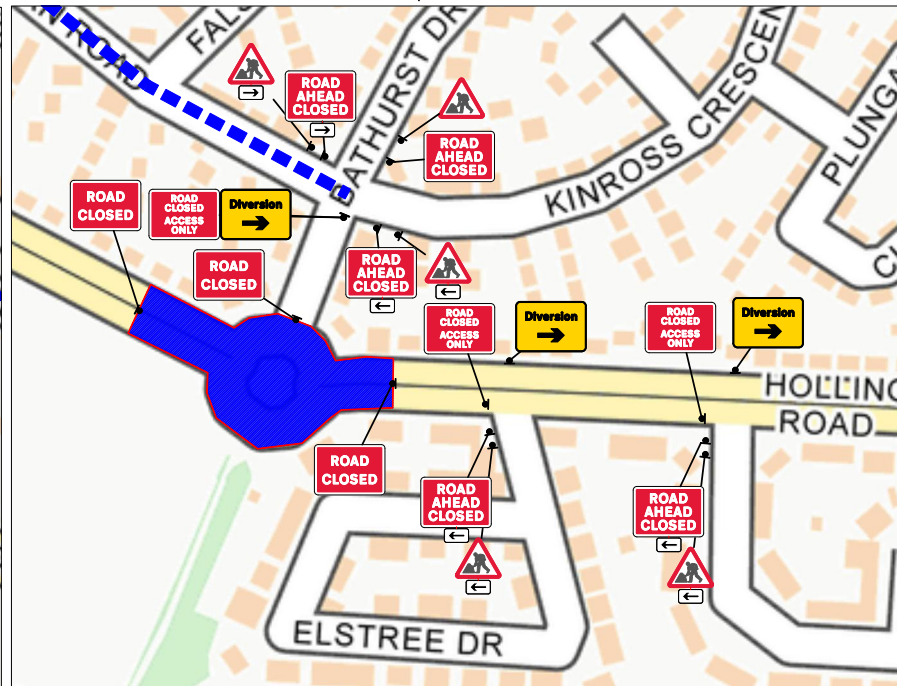 FALS
N ROAD
BATHURST DR
KINROSS CRESCEN
PLUNGA
ROAD
AHEAD
CLOSED
→
→
ROAD
AHEAD
CLOSED
ROAD
CLOSED
ROAD
CLOSED
ACCESS
ONLY
Diversion
→
ROAD
CLOSED
ROAD
AHEAD
CLOSED
←
←
ROAD
CLOSED
ACCESS
ONLY
Diversion
→
ROAD
CLOSED
ACCESS
ONLY
Diversion
→
HOLLING
ROAD
ROAD
CLOSED
ROAD
AHEAD
CLOSED
←
←
ROAD
AHEAD
CLOSED
←
←
ELSTREE DR